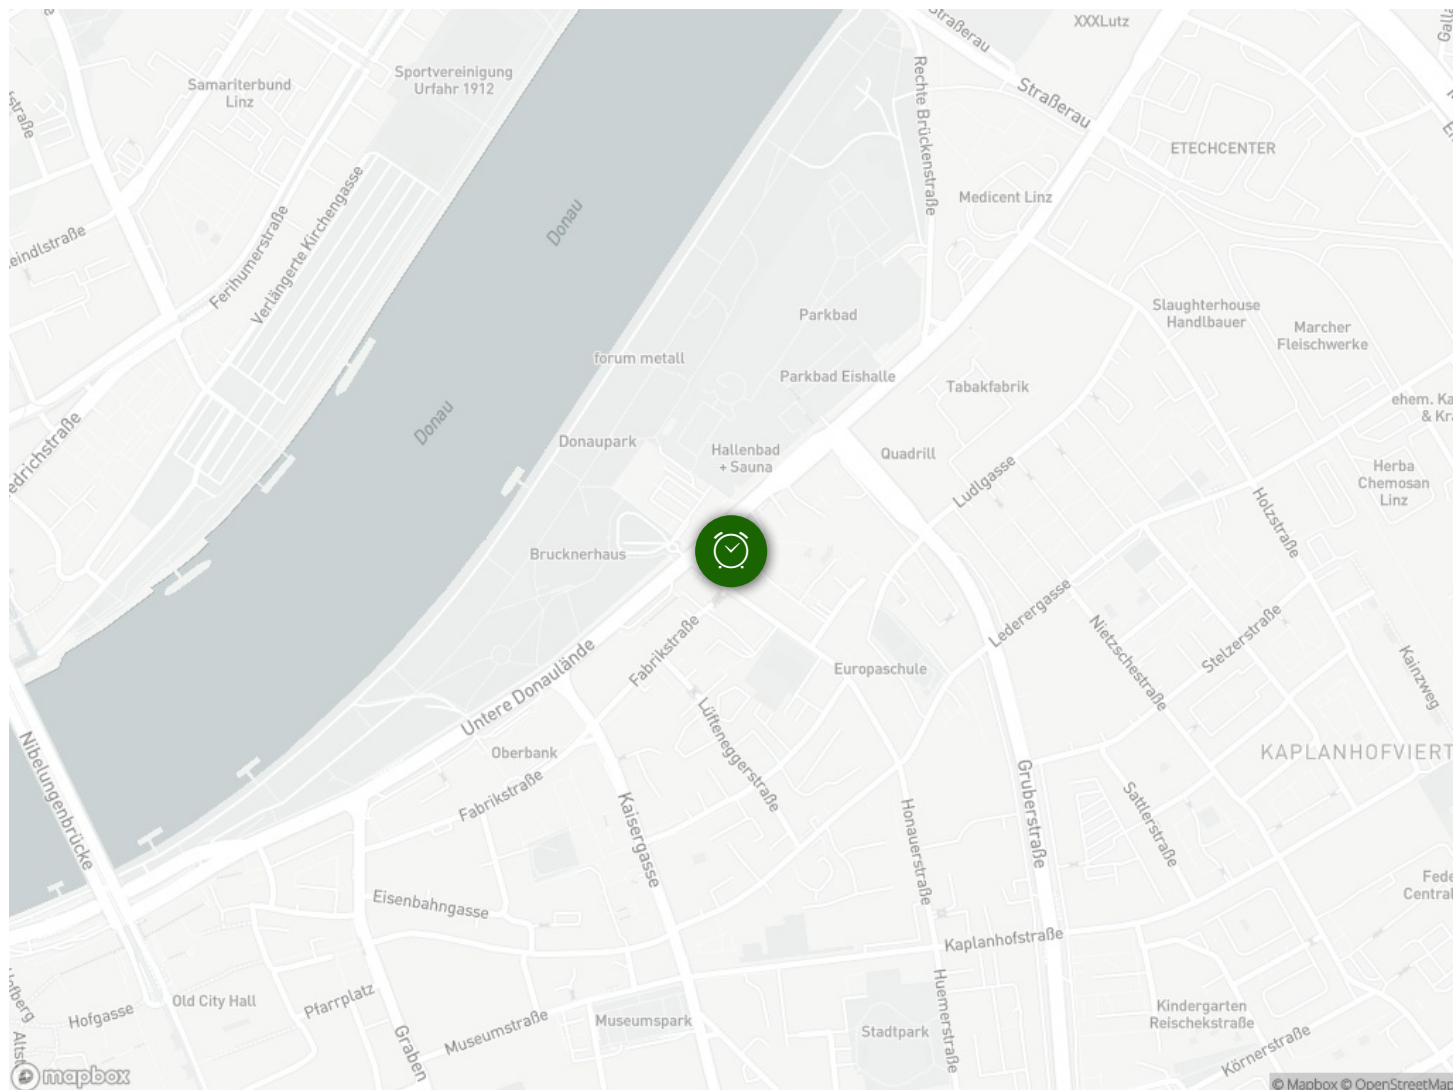 Straßerau
XXXLutz
Sportvereinigung
Urfahr 1912
Samariterbund
Linz
Rechte Brückenstraße
Straßerau
ETECHCENTER
Medicent Linz
Verlängerte Kirchengasse
Ferihumerstraße
Donau
Parkbad
Slaughterhouse
Handlbauer
Marcher
Fleischwerke
forum metall
Parkbad Eishalle
Tabakfabrik
Donau
Donaupark
Hallenbad
+ Sauna
Quadrill
Ludlgasse
Herba
Chemosan
Linz
Holzstraße
Brucknerhaus
Lederergasse
Fabrikstraße
Untere Donaulände
Europaschule
Nietzschestraße
Stelzerstraße
Kainzweg
Nibelungenbrücke
Oberbank
Lüfteneggerstraße
KAPLANHOFVIERT
Fabrikstraße
Kaisergasse
Gruberstraße
Sattlerstraße
Honauerstraße
Eisenbahngasse
Kaplanhofstraße
Old City Hall
Hofgasse
Pfarrplatz
Museumstraße
Graben
Museumspark
Huemerstraße
Stadtpark
Kindergarten
Reischekstraße
Körnerstraße
mapbox
© Mapbox © OpenStreetMap